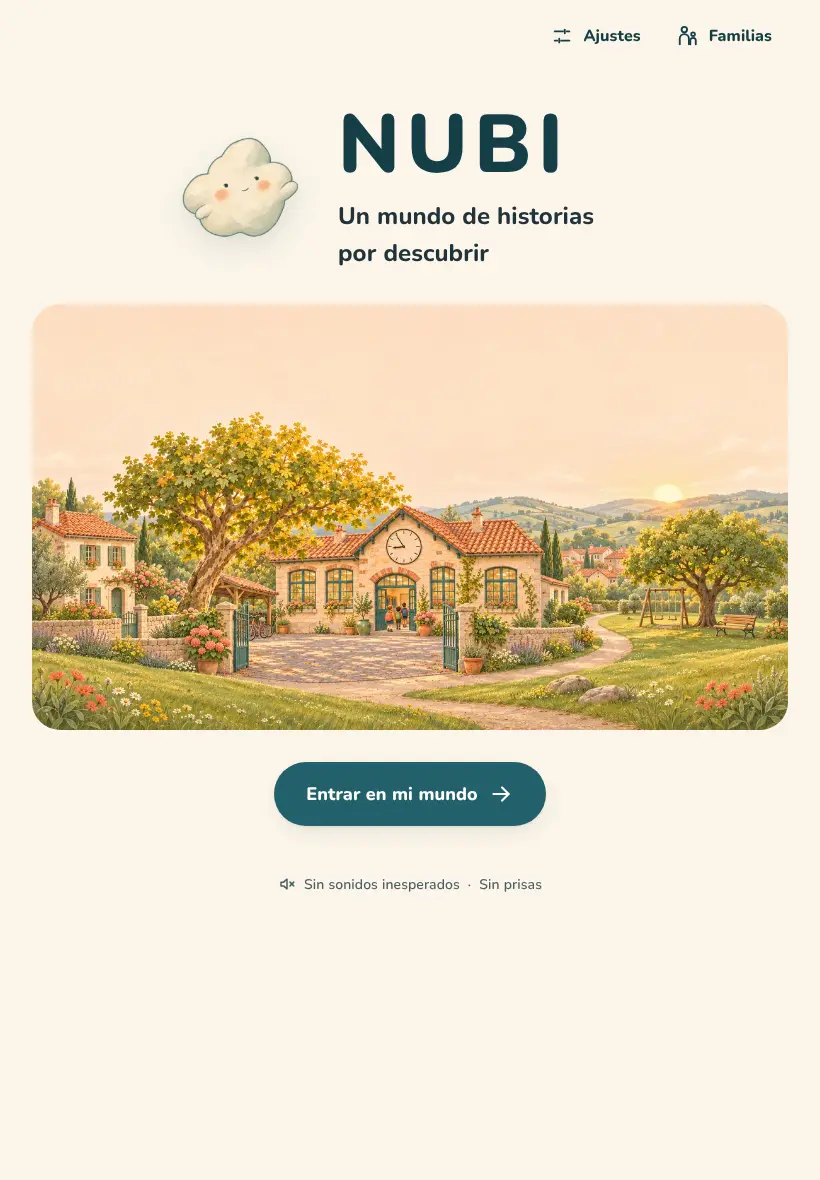 Ajustes
Familias
NUBI
Un mundo de historias
por descubrir
Entrar en mi mundo
Sin sonidos inesperados · Sin prisas